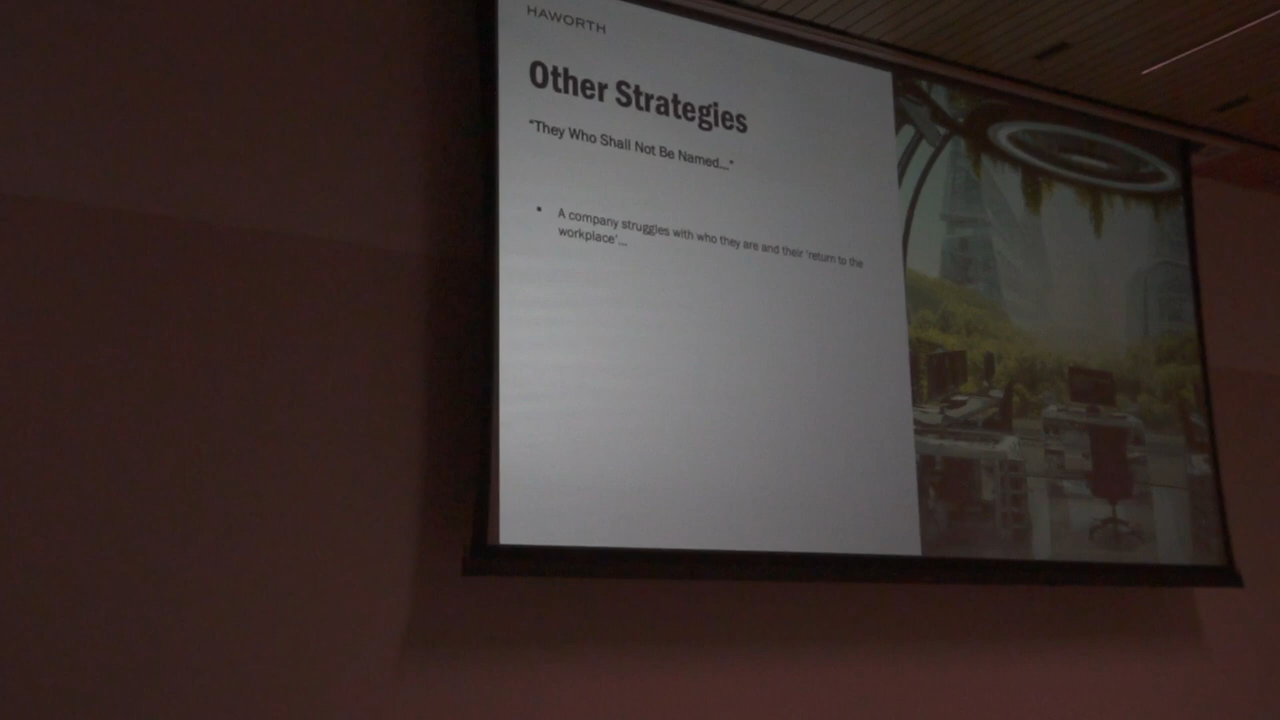 HAWORTH
Other Strategies
"They Who Shall Not Be Named..."
• A company struggles with who they are and their 'return to the
workplace'...